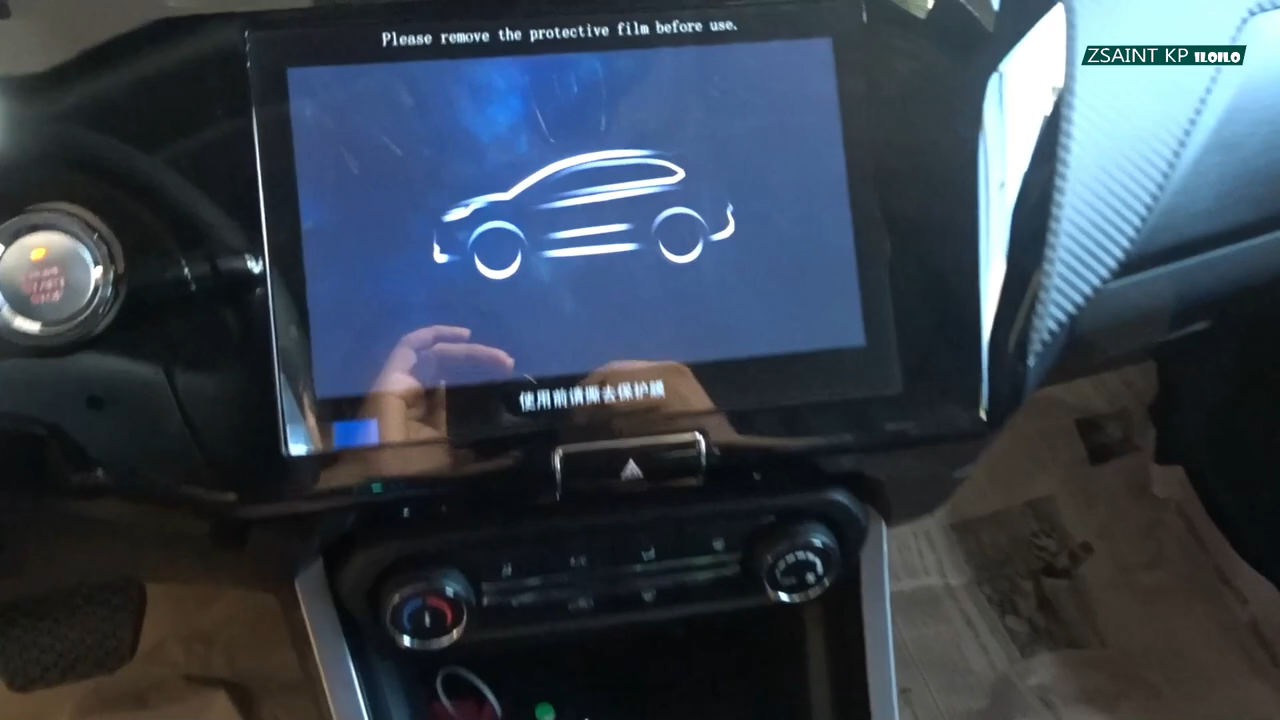 Please remove the protective film before use.
ZSAINT KP ILOILO
使用前请撕去保护膜